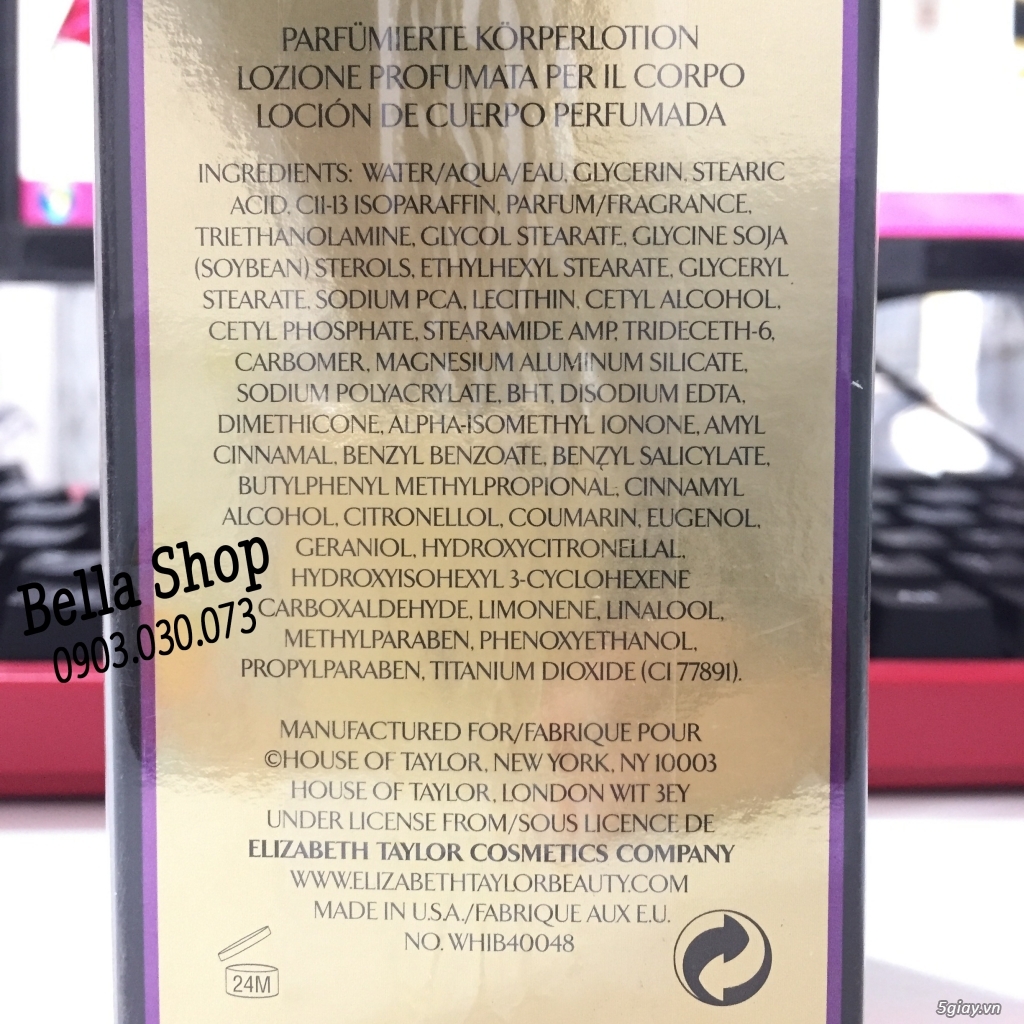 PARFÜMIERTE KÖRPERLOTION
LOZIONE PROFUMATA PER IL CORPO
LOCIÓN DE CUERPO PERFUMADA
INGREDIENTS: WATER/AQUA/EAU, GLYCERIN, STEARIC
ACID, C11-13 ISOPARAFFIN, PARFUM/FRAGRANCE,
TRIETHANOLAMINE, GLYCOL STEARATE, GLYCINE SOJA
(SOYBEAN) STEROLS, ETHYLHEXYL STEARATE, GLYCERYL
STEARATE, SODIUM PCA, LECITHIN, CETYL ALCOHOL,
CETYL PHOSPHATE, STEARAMIDE AMP, TRIDECETH-6,
CARBOMER, MAGNESIUM ALUMINUM SILICATE,
SODIUM POLYACRYLATE, BHT, DISODIUM EDTA,
DIMETHICONE, ALPHA-ISOMETHYL IONONE, AMYL
CINNAMAL, BENZYL BENZOATE, BENZYL SALICYLATE,
BUTYLPHENYL METHYLPROPIONAL, CINNAMYL
ALCOHOL, CITRONELLOL, COUMARIN, EUGENOL,
GERANIOL, HYDROXYCITRONELLAL,
HYDROXYISOHEXYL 3-CYCLOHEXENE
CARBOXALDEHYDE, LIMONENE, LINALOOL,
METHYLPARABEN, PHENOXYETHANOL,
PROPYLPARABEN, TITANIUM DIOXIDE (CI 77891).
Bella Shop
0903.030.073
MANUFACTURED FOR/FABRIQUE POUR
©HOUSE OF TAYLOR, NEW YORK, NY 10003
HOUSE OF TAYLOR, LONDON W1T 3EY
UNDER LICENSE FROM/SOUS LICENCE DE
ELIZABETH TAYLOR COSMETICS COMPANY
WWW.ELIZABETHTAYLORBEAUTY.COM
MADE IN U.S.A./FABRIQUE AUX E.U.
NO. WHIB40048
24M
5giay.vn